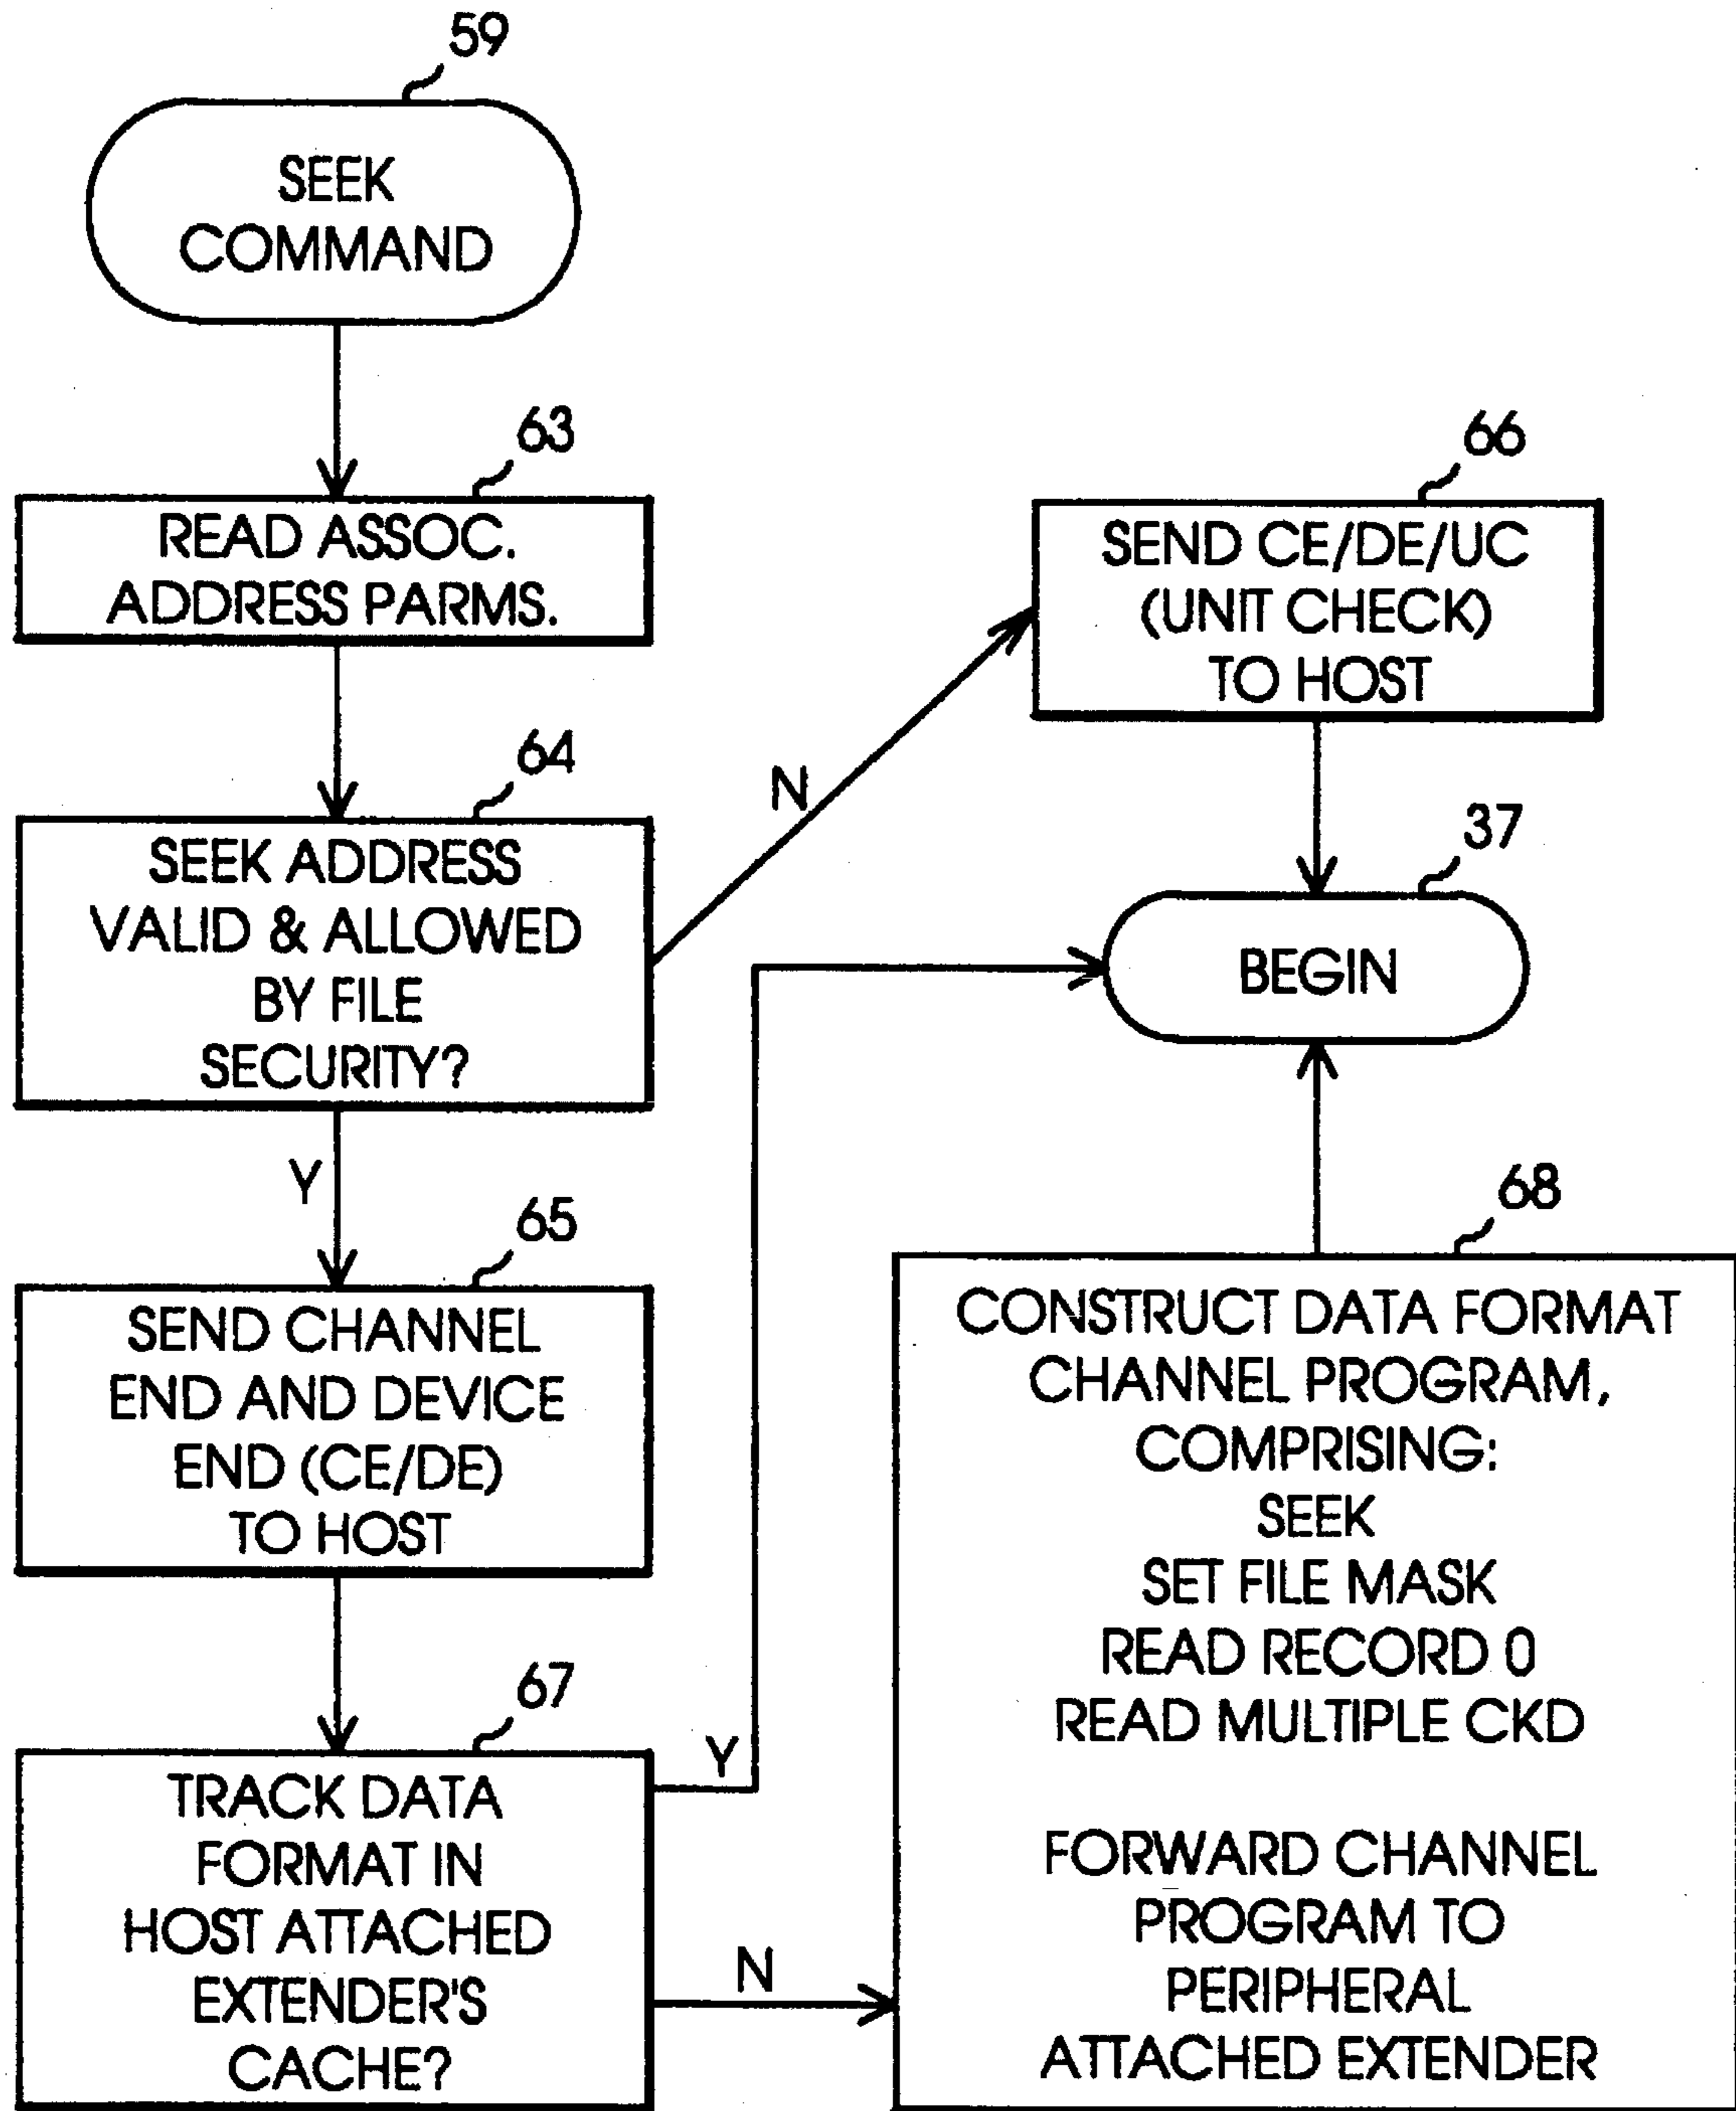 59
SEEK
COMMAND
63
READ ASSOC.
ADDRESS PARMS.
64
SEEK ADDRESS
VALID & ALLOWED
BY FILE
SECURITY?
N
Y
65
SEND CHANNEL
END AND DEVICE
END (CE/DE)
TO HOST
67
TRACK DATA
FORMAT IN
HOST ATTACHED
EXTENDER'S
CACHE?
Y
N
66
SEND CE/DE/UC
(UNIT CHECK)
TO HOST
37
BEGIN
68
CONSTRUCT DATA FORMAT
CHANNEL PROGRAM,
COMPRISING:
SEEK
SET FILE MASK
READ RECORD 0
READ MULTIPLE CKD
FORWARD CHANNEL
PROGRAM TO
PERIPHERAL
ATTACHED EXTENDER